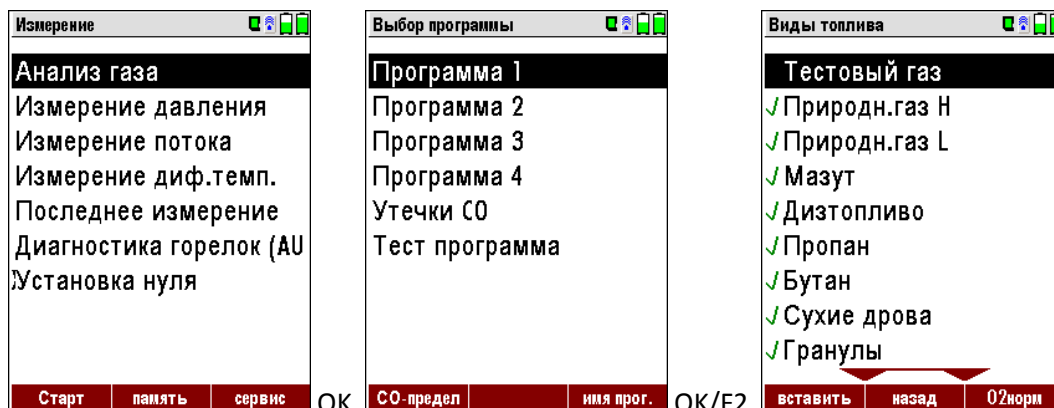 Измерение
Анализ газа
Измерение давления
Измерение потока
Измерение диф.темп.
Последнее измерение
Диагностика горелок (AU
Установка нуля
Старт память сервис
OK
Выбор программы
Программа 1
Программа 2
Программа 3
Программа 4
Утечки CO
Тест программа
CO-предел имя прог.
OK/F2
Виды топлива
Тестовый газ
✓Природн.газ H
✓Природн.газ L
✓Мазут
✓Дизтопливо
✓Пропан
✓Бутан
✓Сухие дрова
✓Гранулы
вставить назад O2норм